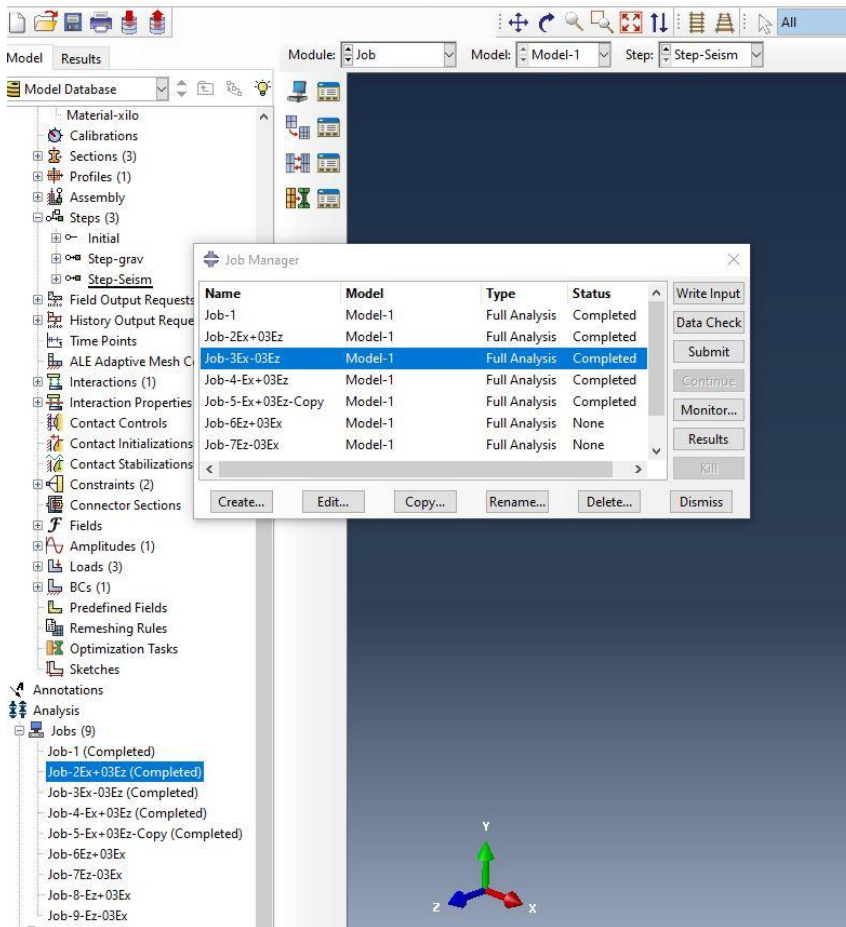 All
Model Results Module: Job Model: Model-1 Step: Step-Seism
Model Database
Material-xilo
Calibrations
Sections (3)
Profiles (1)
Assembly
Steps (3)
Initial
Step-grav
Step-Seism
Field Output Requests
History Output Reque
Time Points
ALE Adaptive Mesh C
Interactions (1)
Interaction Properties
Contact Controls
Contact Initializations
Contact Stabilizations
Constraints (2)
Connector Sections
Fields
Amplitudes (1)
Loads (3)
BCs (1)
Predefined Fields
Remeshing Rules
Optimization Tasks
Sketches
Annotations
Analysis
Jobs (9)
Job-1 (Completed)
Job-2Ex+03Ez (Completed)
Job-3Ex-03Ez (Completed)
Job-4-Ex+03Ez (Completed)
Job-5-Ex+03Ez-Copy (Completed)
Job-6Ez+03Ex
Job-7Ez-03Ex
Job-8-Ez+03Ex
Job-9-Ez-03Ex
Job Manager
Name Model Type Status Write Input
Job-1 Model-1 Full Analysis Completed Data Check
Job-2Ex+03Ez Model-1 Full Analysis Completed
Job-3Ex-03Ez Model-1 Full Analysis Completed Submit
Job-4-Ex+03Ez Model-1 Full Analysis Completed Continue
Job-5-Ex+03Ez-Copy Model-1 Full Analysis Completed Monitor...
Job-6Ez+03Ex Model-1 Full Analysis None
Job-7Ez-03Ex Model-1 Full Analysis None Results
Kill
Create... Edit... Copy... Rename... Delete... Dismiss
Y
Z X